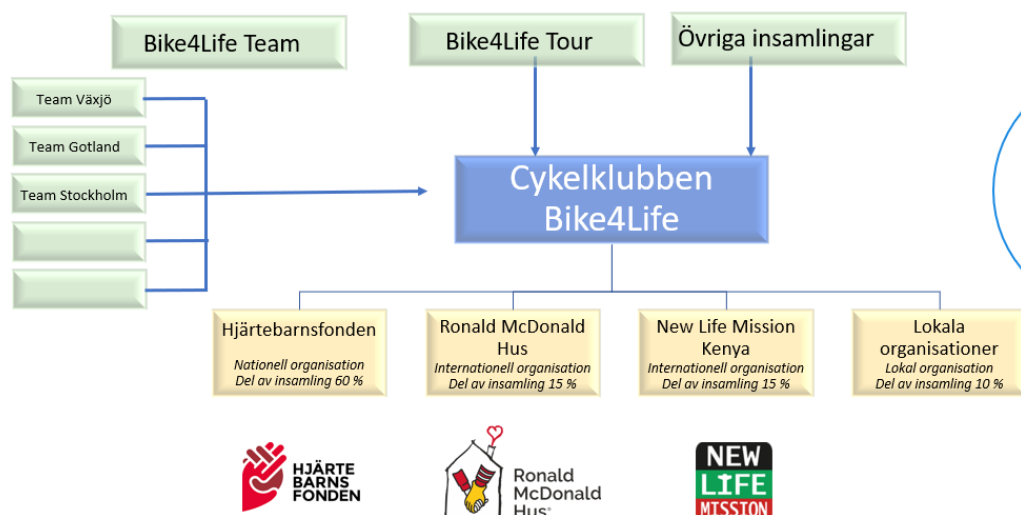 Bike4Life Team
Bike4Life Tour
Övriga insamlingar
Team Växjö
Team Gotland
Team Stockholm
Cykelklubben
Bike4Life
Hjärtebarnsfonden
Nationell organisation
Del av insamling 60 %
Ronald McDonald
Hus
Internationell organisation
Del av insamling 15 %
New Life Mission
Kenya
Internationell organisation
Del av insamling 15 %
Lokala
organisationer
Lokal organisation
Del av insamling 10 %
HJÄRTE
BARNS
FONDEN
Ronald
McDonald
Hus®
NEW
LIFE
MISSION